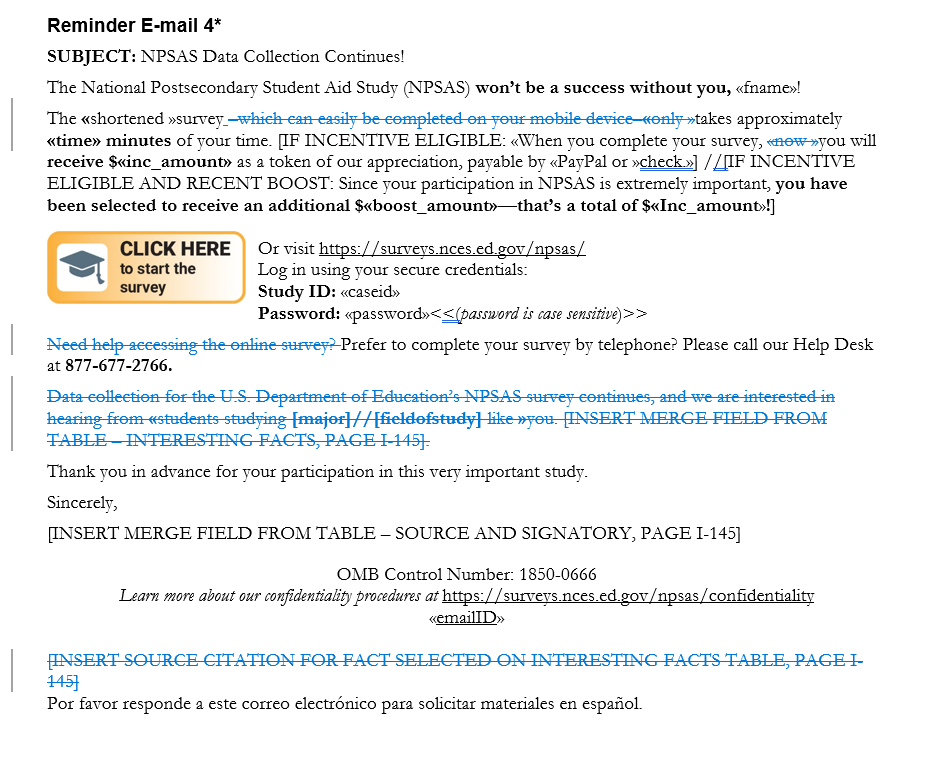 Reminder E-mail 4*
SUBJECT: NPSAS Data Collection Continues!
The National Postsecondary Student Aid Study (NPSAS) won't be a success without you, «fname»!
The «shortened »survey –which can easily be completed on your mobile device–«only »takes approximately
«time» minutes of your time. [IF INCENTIVE ELIGIBLE: «When you complete your survey, «now »you will
receive $«inc_amount» as a token of our appreciation, payable by «PayPal or »check.»] //[IF INCENTIVE
ELIGIBLE AND RECENT BOOST: Since your participation in NPSAS is extremely important, you have
been selected to receive an additional $«boost_amount»—that's a total of $«Inc_amount»!]
CLICK HERE
to start the
survey
Or visit https://surveys.nces.ed.gov/npsas/
Log in using your secure credentials:
Study ID: «caseid»
Password: «password»<<(password is case sensitive)>>
Need help accessing the online survey? Prefer to complete your survey by telephone? Please call our Help Desk
at 877-677-2766.
Data collection for the U.S. Department of Education's NPSAS survey continues, and we are interested in
hearing from «students studying [major]//[fieldofstudy] like »you. [INSERT MERGE FIELD FROM
TABLE – INTERESTING FACTS, PAGE I-145].
Thank you in advance for your participation in this very important study.
Sincerely,
[INSERT MERGE FIELD FROM TABLE – SOURCE AND SIGNATORY, PAGE I-145]
OMB Control Number: 1850-0666
Learn more about our confidentiality procedures at https://surveys.nces.ed.gov/npsas/confidentiality
«emailID»
[INSERT SOURCE CITATION FOR FACT SELECTED ON INTERESTING FACTS TABLE, PAGE I-
145]
Por favor responde a este correo electrónico para solicitar materiales en español.